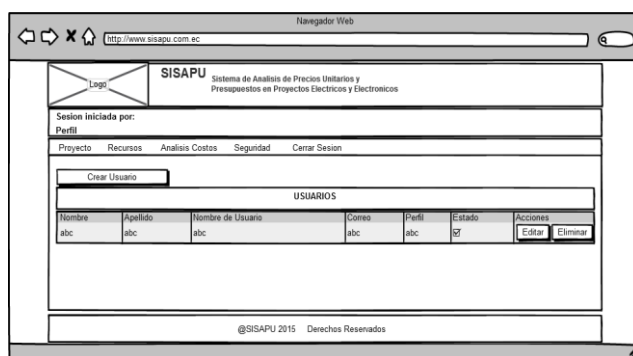 Navegador Web
http://www.sisapu.com.ec
Logo
SISAPU Sistema de Analisis de Precios Unitarios y
Presupuestos en Proyectos Electricos y Electronicos
Sesion iniciada por:
Perfil
Proyecto Recursos Analisis Costos Seguridad Cerrar Sesion
Crear Usuario
USUARIOS
Nombre Apellido Nombre de Usuario Correo Perfil Estado Acciones
abc abc abc abc abc Editar Eliminar
@SISAPU 2015 Derechos Reservados